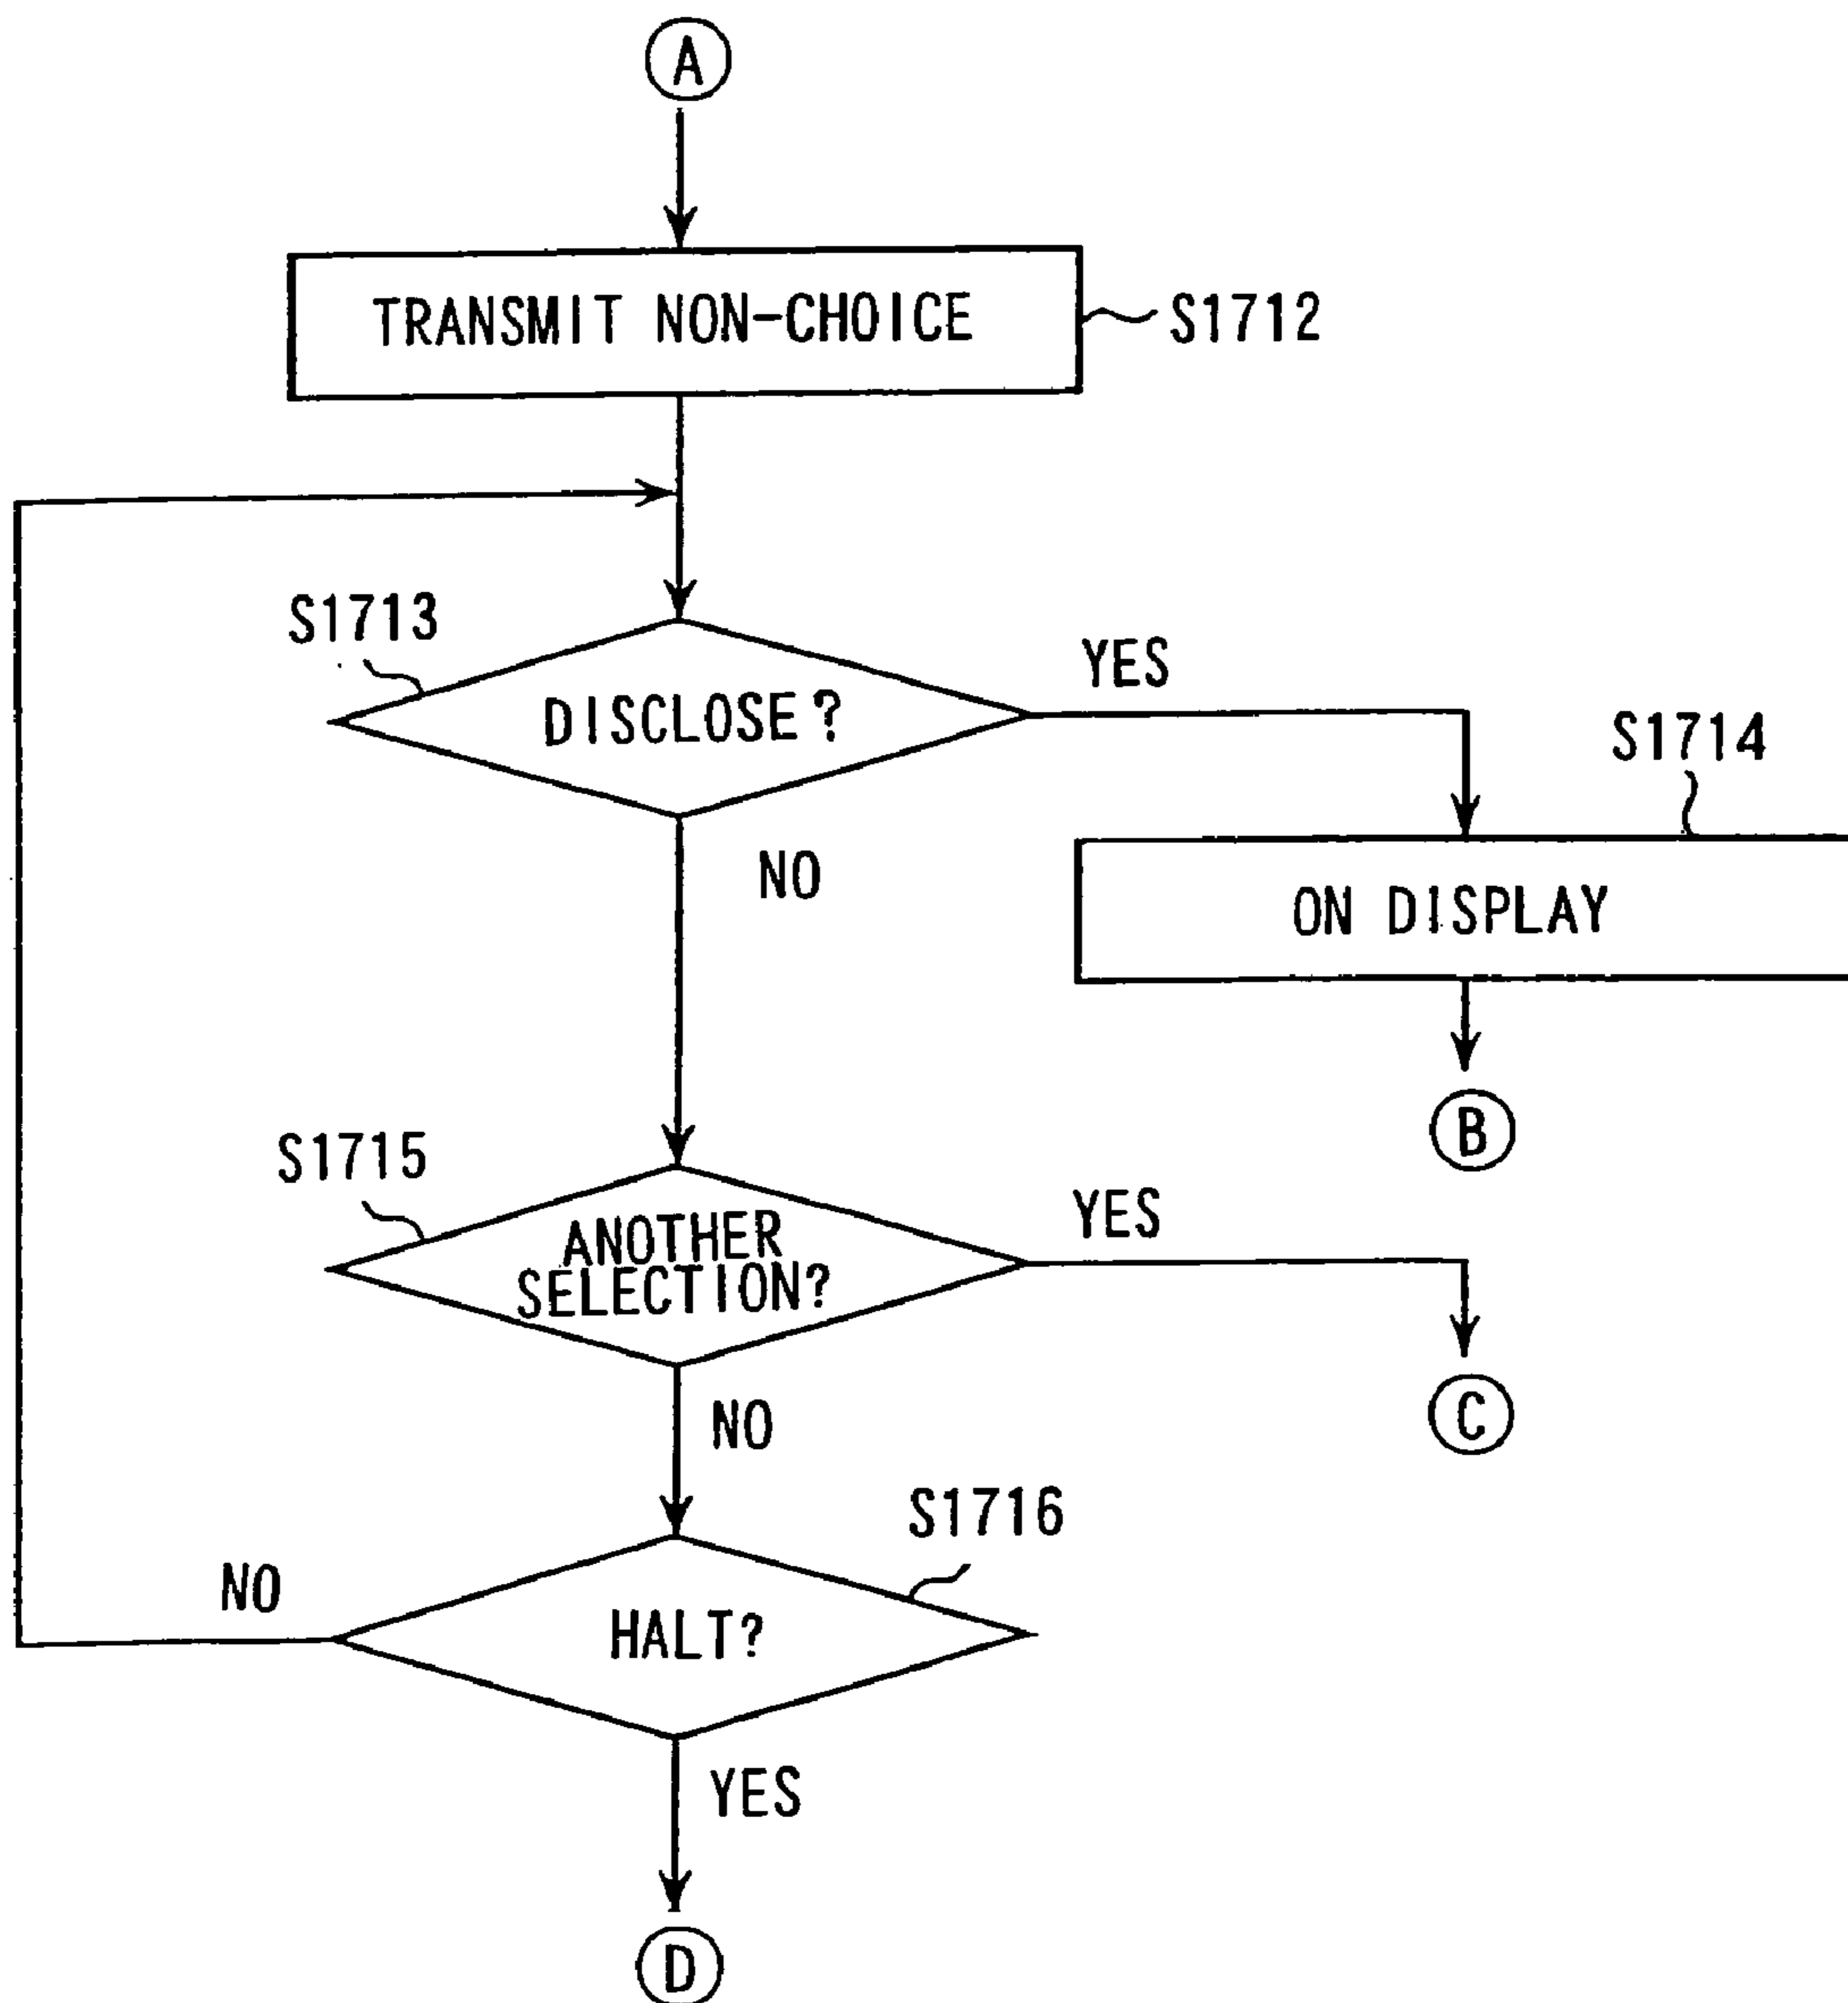 A
TRANSMIT NON-CHOICE
S1712
S1713
DISCLOSE?
YES
S1714
NO
ON DISPLAY
B
S1715
ANOTHER
SELECTION?
YES
C
NO
S1716
NO
HALT?
YES
D